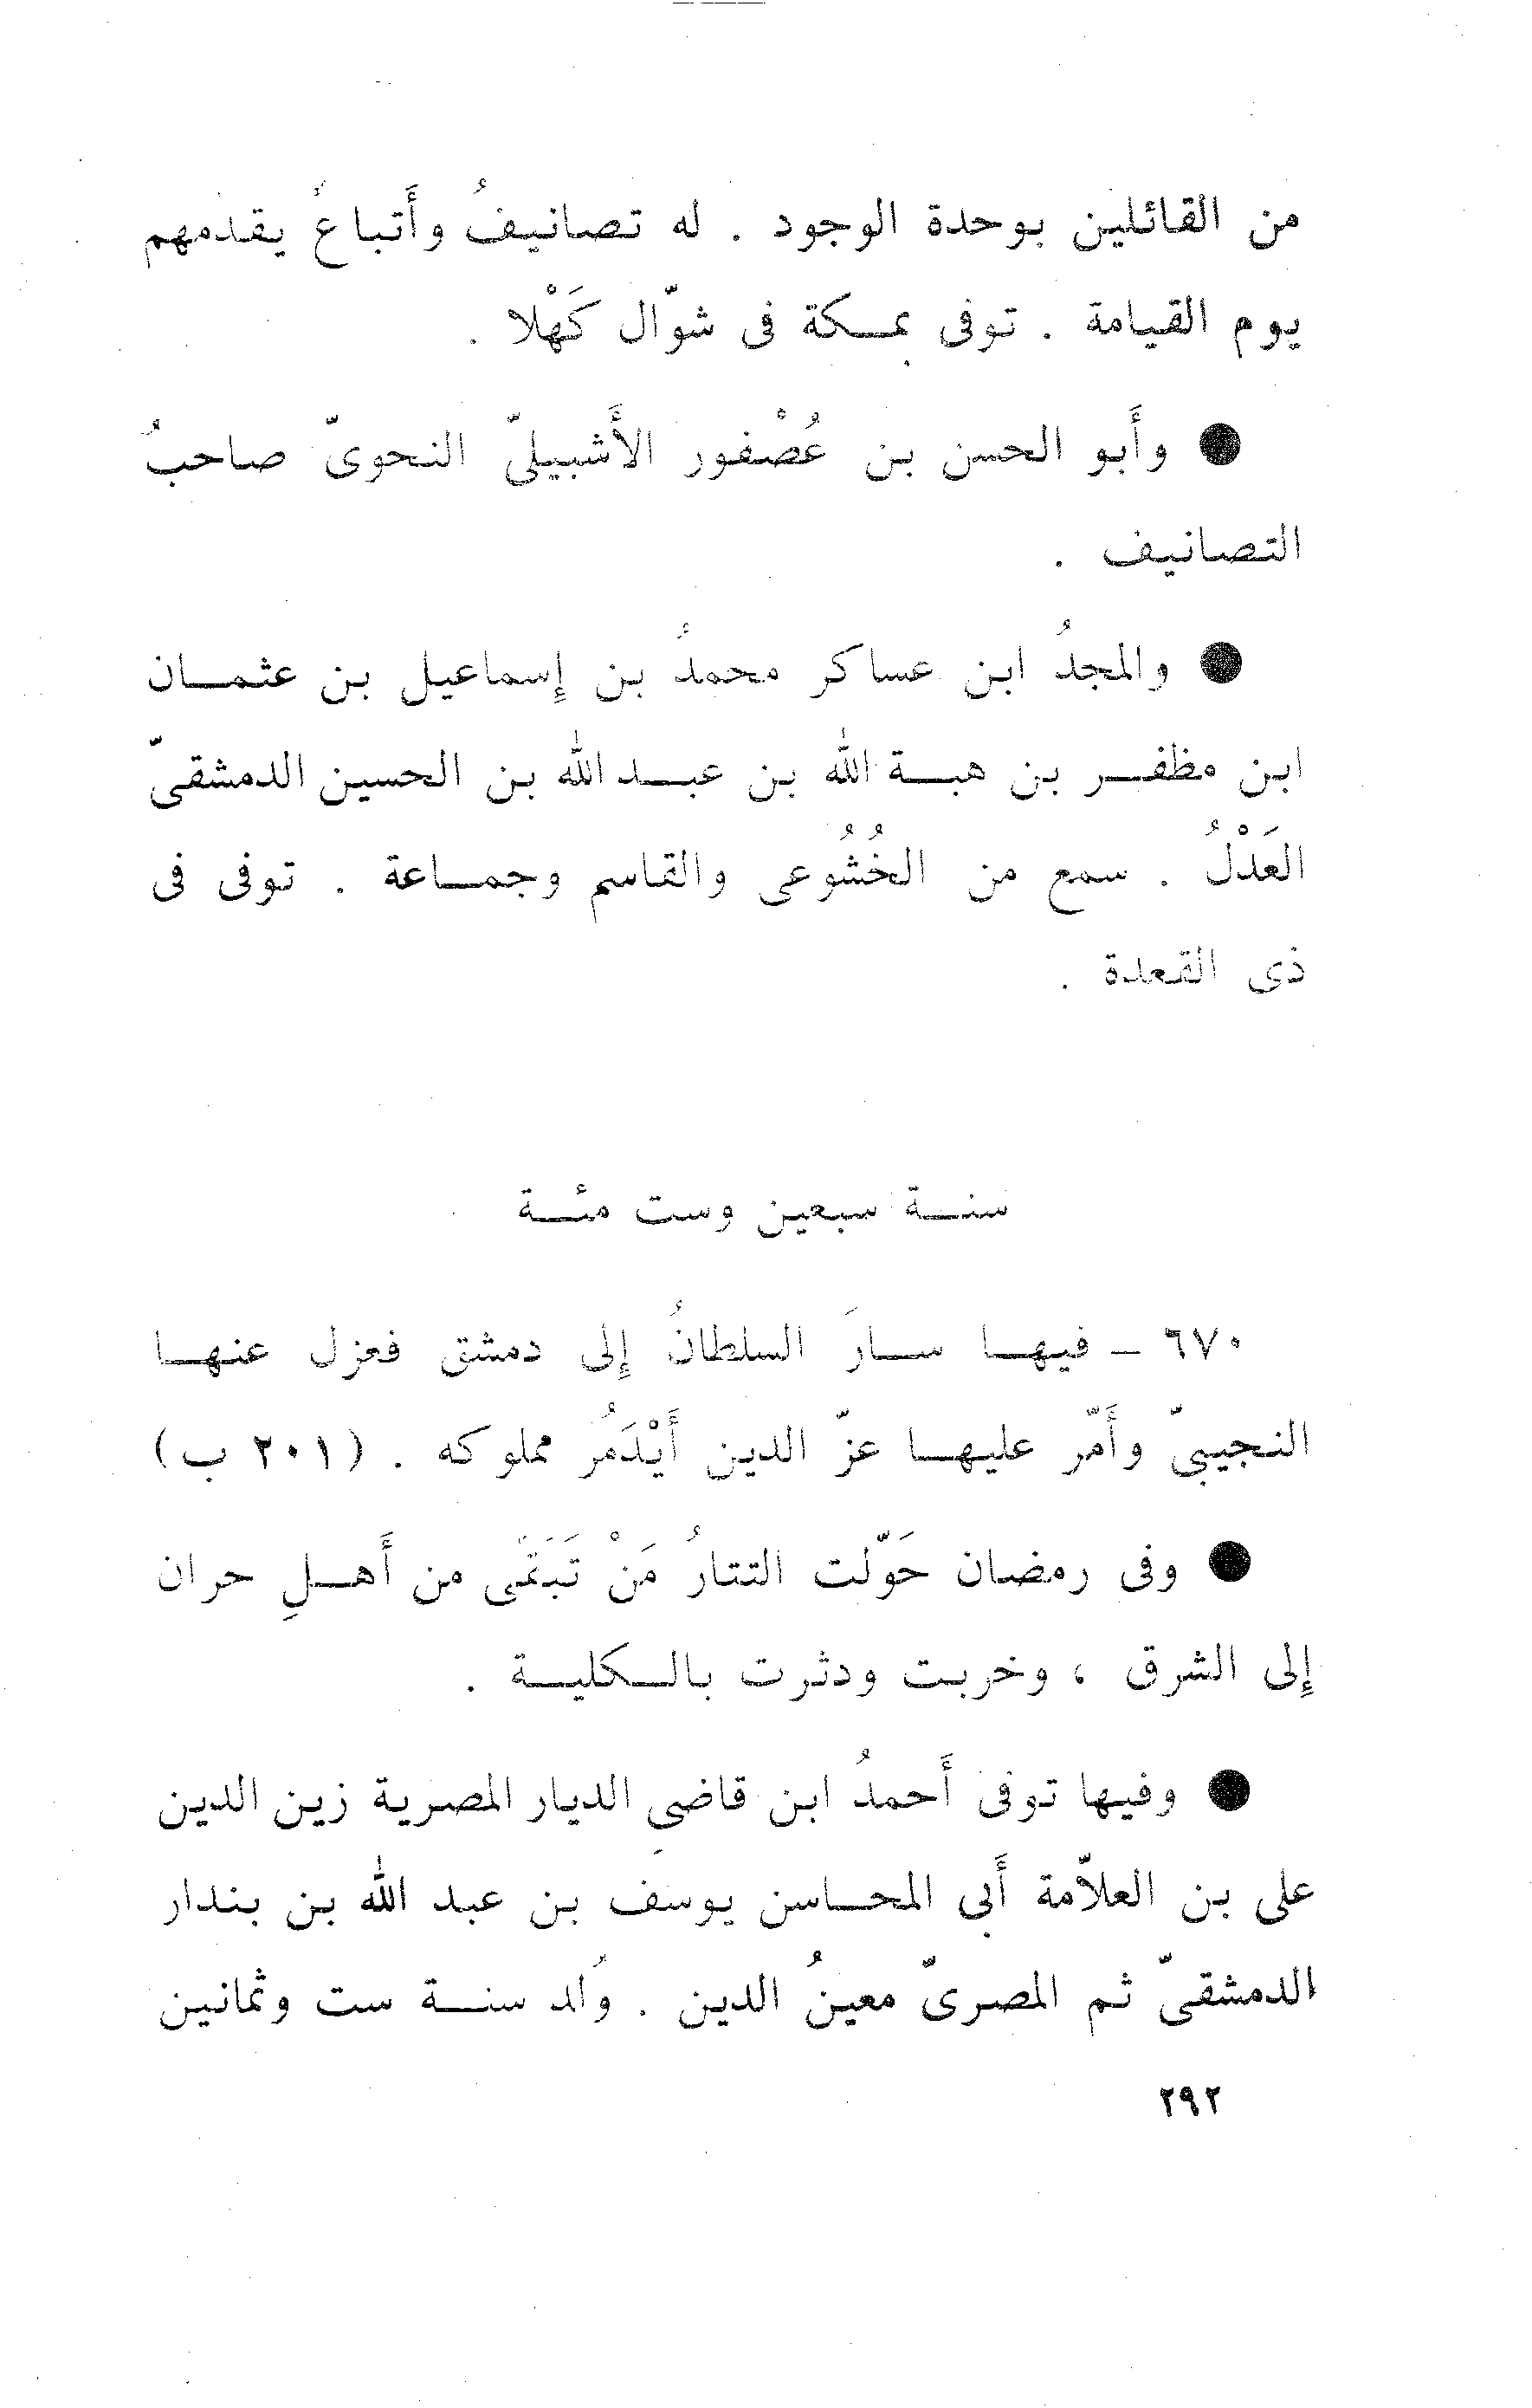 من القائلين بوحدة الوجود . له تصانيفُ وأَتباعٌ يقدمهم
يوم القيامة . توفى بمكة فى شوّال كَهْلا .
● وأَبو الحسن بن عُصْفور الأَشبيلىّ النحوىّ صاحبُ
التصانيف .
● والمجدُ ابن عساكر محمدُ بن إسماعيل بن عثمان
ابن مظفر بن هبة الله بن عبد الله بن الحسين الدمشقىّ
العَدْلُ . سمع من الخُشُوعى والقاسم وجماعة . توفى فى
ذى القعدة .
سنة سبعين وست مئة
٦٧٠ – فيها سارَ السلطانُ إلى دمشق فعزل عنها
النجيبىّ وأَمّر عليها عزّ الدين أَيْدَمُر مملوكه . (٢٠١ ب)
● وفى رمضان حَوّلت التتارُ مَنْ تَبَقَّى من أَهلِ حران
إلى الشرق ، وخربت ودثرت بالكلية .
● وفيها توفى أَحمدُ ابن قاضى الديار المصرية زين الدين
على بن العلاّمة أَبى المحاسن يوسف بن عبد الله بن بندار
الدمشقىّ ثم المصرىّ معينُ الدين . وُلد سنة ست وثمانين
٢٩٢